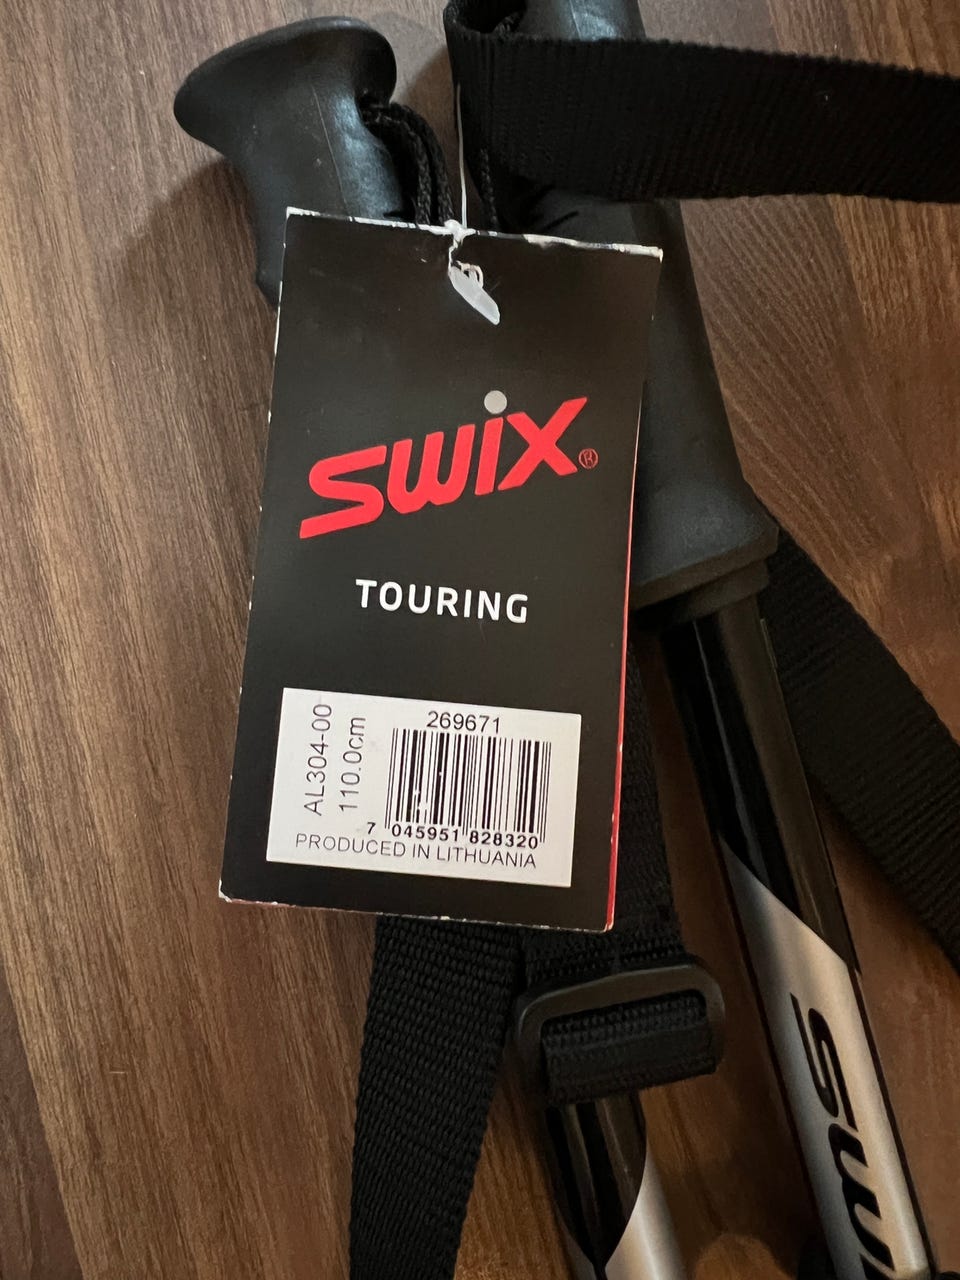 SWIX®
TOURING
AL304-00
110.0cm
269671
7 045951 828320
PRODUCED IN LITHUANIA